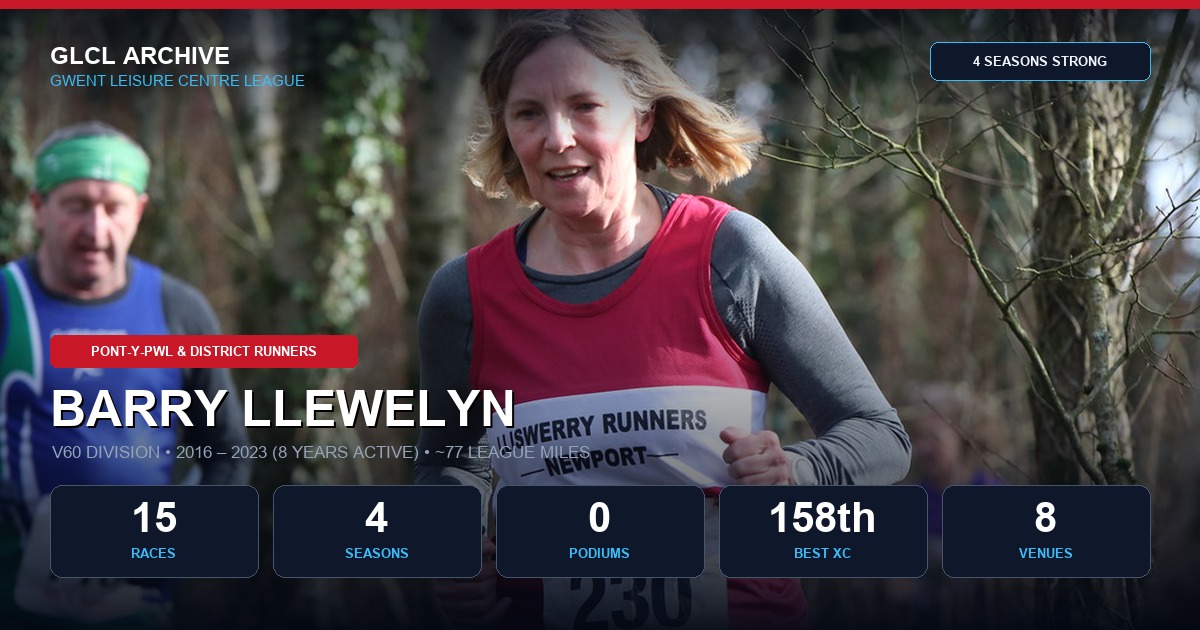 GLCL ARCHIVE
GWENT LEISURE CENTRE LEAGUE
4 SEASONS STRONG
PONT-Y-PWL & DISTRICT RUNNERS
BARRY LLEWELYN
V60 DIVISION • 2016 – 2023 (8 YEARS ACTIVE) • ~77 LEAGUE MILES
LLISWERRY RUNNERS
NEWPORT
15
RACES
4
SEASONS
0
PODIUMS
158th
BEST XC
8
VENUES
230